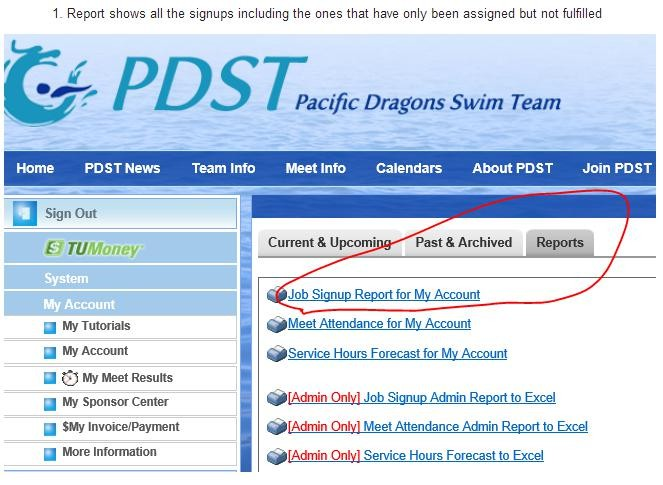 1. Report shows all the signups including the ones that have only been assigned but not fulfilled
PDST Pacific Dragons Swim Team
Home PDST News Team Info Meet Info Calendars About PDST Join PDST
Sign Out
$ TUMoney
System
My Account
My Tutorials
My Account
My Meet Results
My Sponsor Center
$My Invoice/Payment
More Information
Current & Upcoming Past & Archived Reports
Job Signup Report for My Account
Meet Attendance for My Account
Service Hours Forecast for My Account
[Admin Only] Job Signup Admin Report to Excel
[Admin Only] Meet Attendance Admin Report to Excel
[Admin Only] Service Hours Forecast to Excel